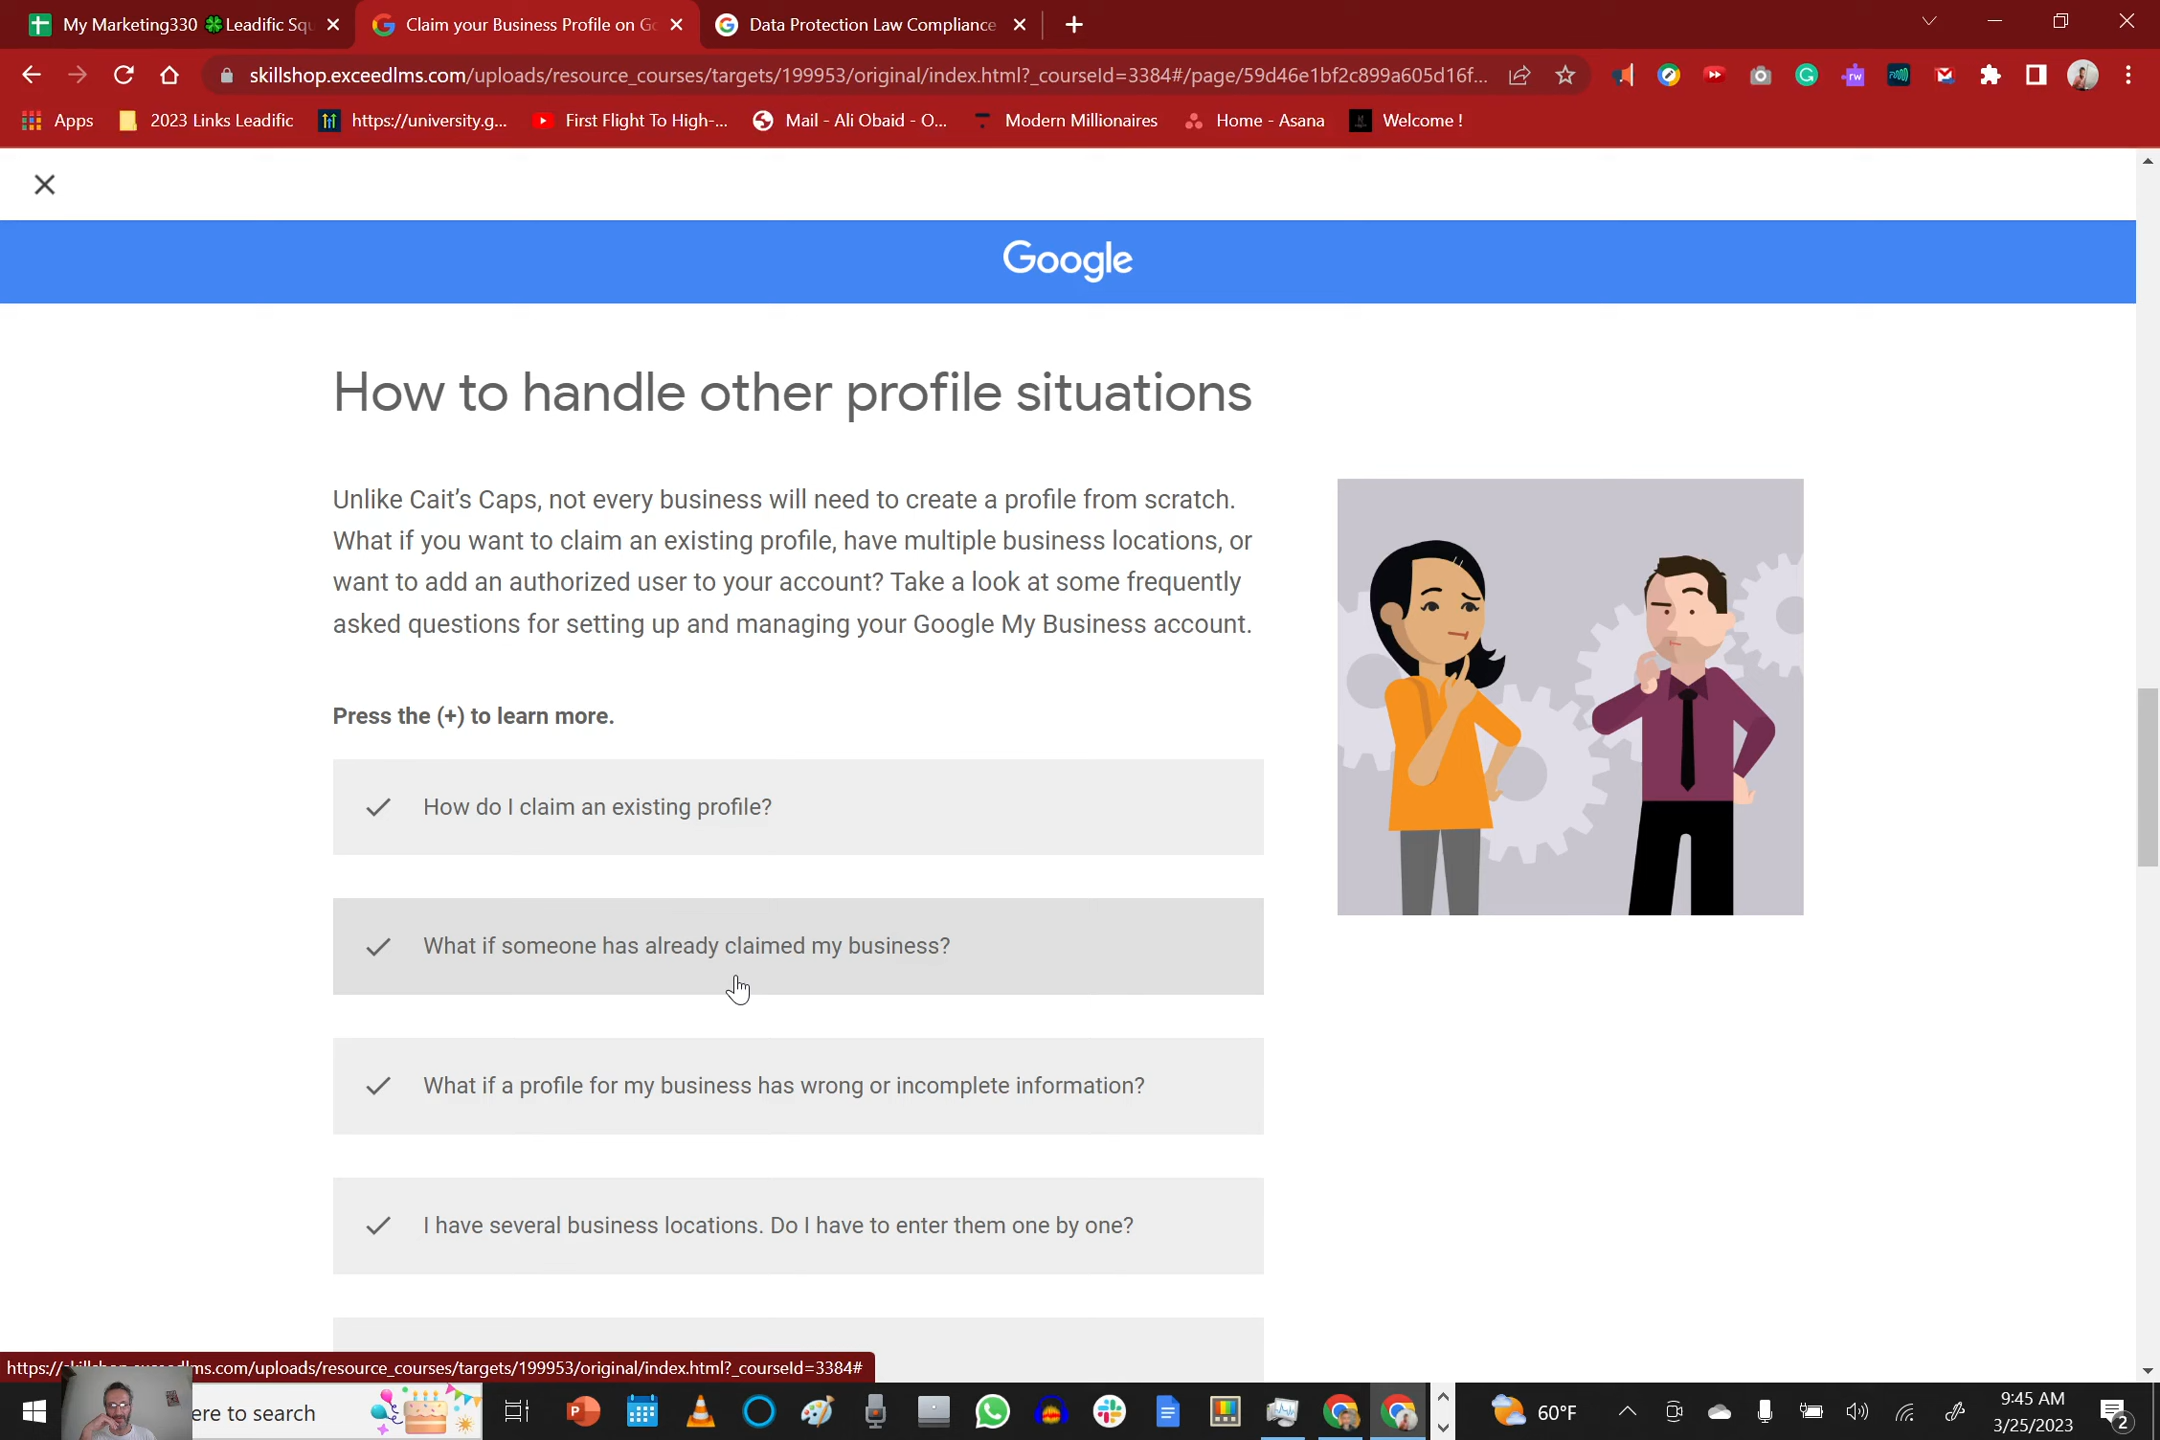 My Marketing330 🍀Leadific Squ
Claim your Business Profile on Go
Data Protection Law Compliance
skillshop.exceedlms.com/uploads/resource_courses/targets/199953/original/index.html?_courseId=3384#/page/59d46e1bf2c899a605d16f...
Apps
2023 Links Leadific
https://university.g...
First Flight To High-...
Mail - Ali Obaid - O...
Modern Millionaires
Home - Asana
Welcome !
Google
How to handle other profile situations
Unlike Cait’s Caps, not every business will need to create a profile from scratch.
What if you want to claim an existing profile, have multiple business locations, or
want to add an authorized user to your account? Take a look at some frequently
asked questions for setting up and managing your Google My Business account.
Press the (+) to learn more.
How do I claim an existing profile?
What if someone has already claimed my business?
What if a profile for my business has wrong or incomplete information?
I have several business locations. Do I have to enter them one by one?
https://skillshop.exceedlms.com/uploads/resource_courses/targets/199953/original/index.html?_courseId=3384#
ere to search
60°F
9:45 AM
3/25/2023
2